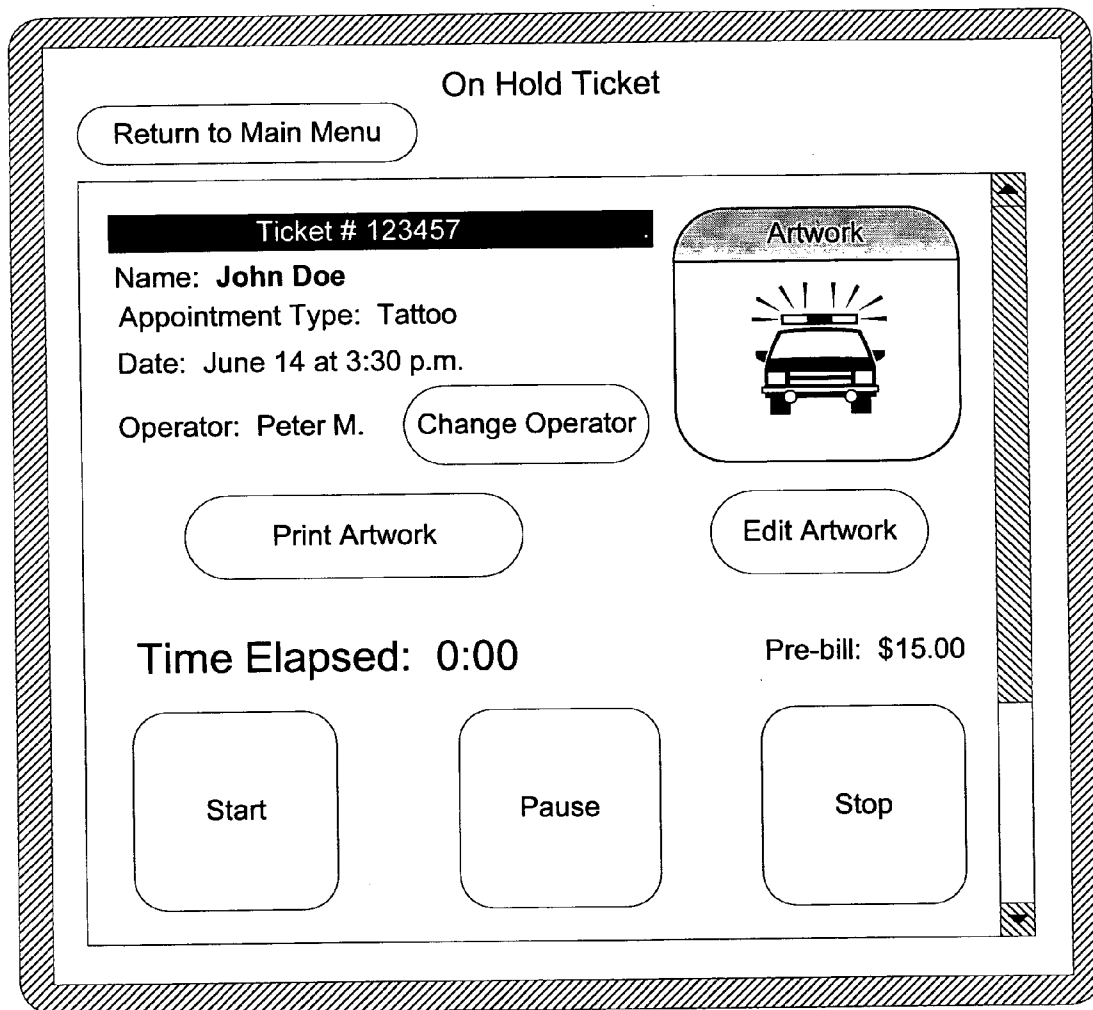 On Hold Ticket
Return to Main Menu
Ticket # 123457
Artwork
Name: John Doe
Appointment Type: Tattoo
Date: June 14 at 3:30 p.m.
Operator: Peter M.
Change Operator
Print Artwork
Edit Artwork
Time Elapsed: 0:00
Pre-bill: $15.00
Start
Pause
Stop